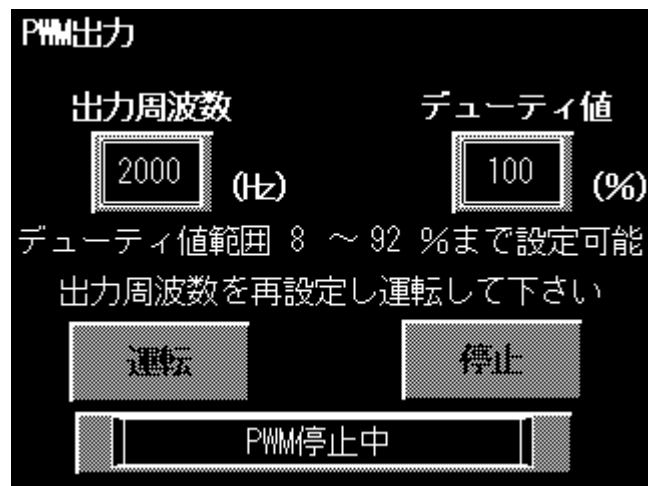 PWM出力
出力周波数 デューティ値
2000 (Hz) 100 (%)
デューティ値範囲 8 ～ 92 %まで設定可能
出力周波数を再設定し運転して下さい
運転 停止
PWM停止中